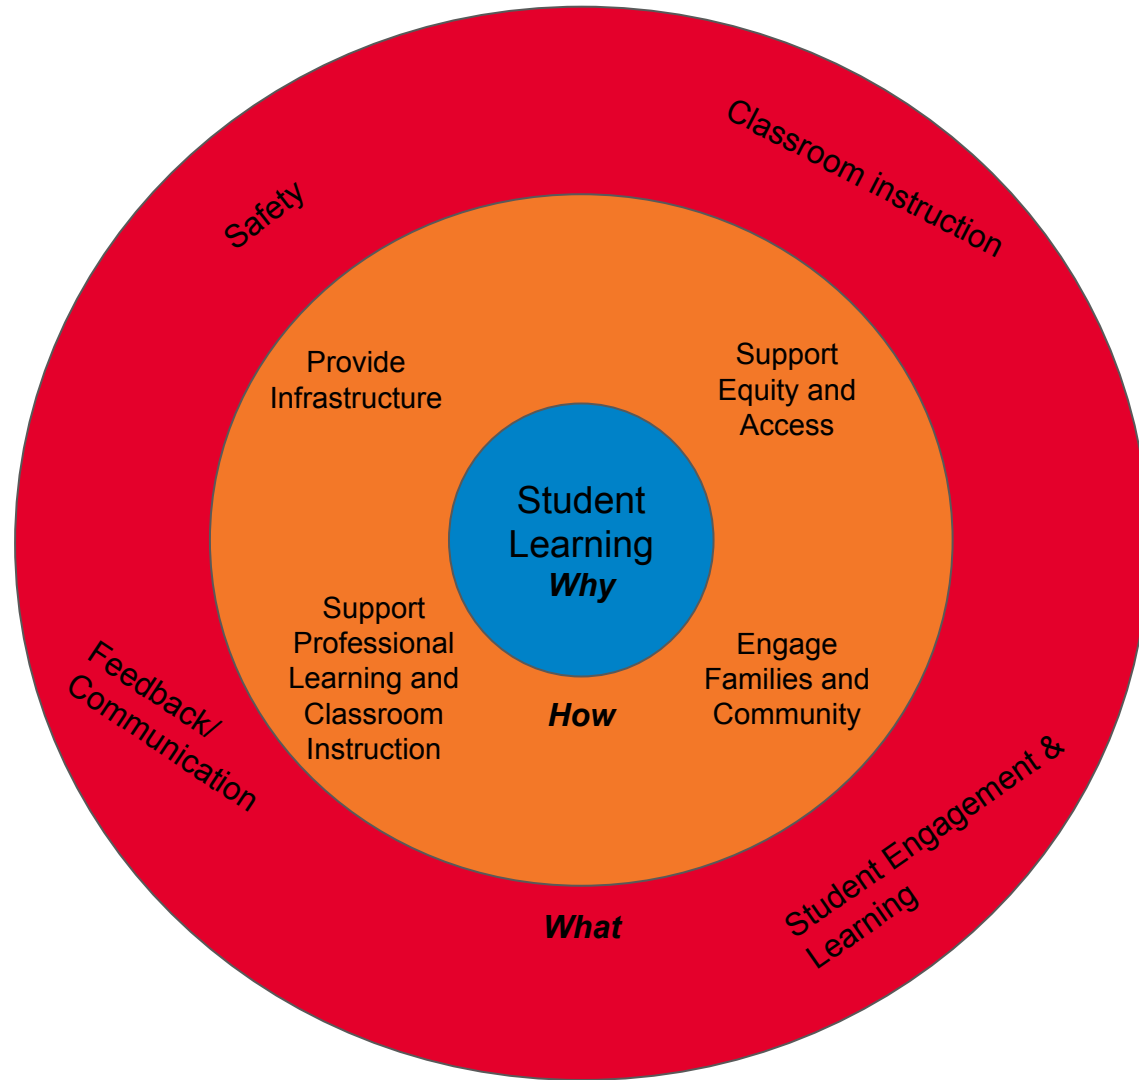 Safety
Classroom instruction
Provide
Infrastructure
Support
Equity and
Access
Student
Learning
Why
Support
Professional
Learning and
Classroom
Instruction
How
Engage
Families and
Community
Feedback/
Communication
What
Student Engagement &
Learning